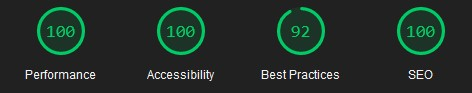 100 100 92 100
Performance Accessibility Best Practices SEO